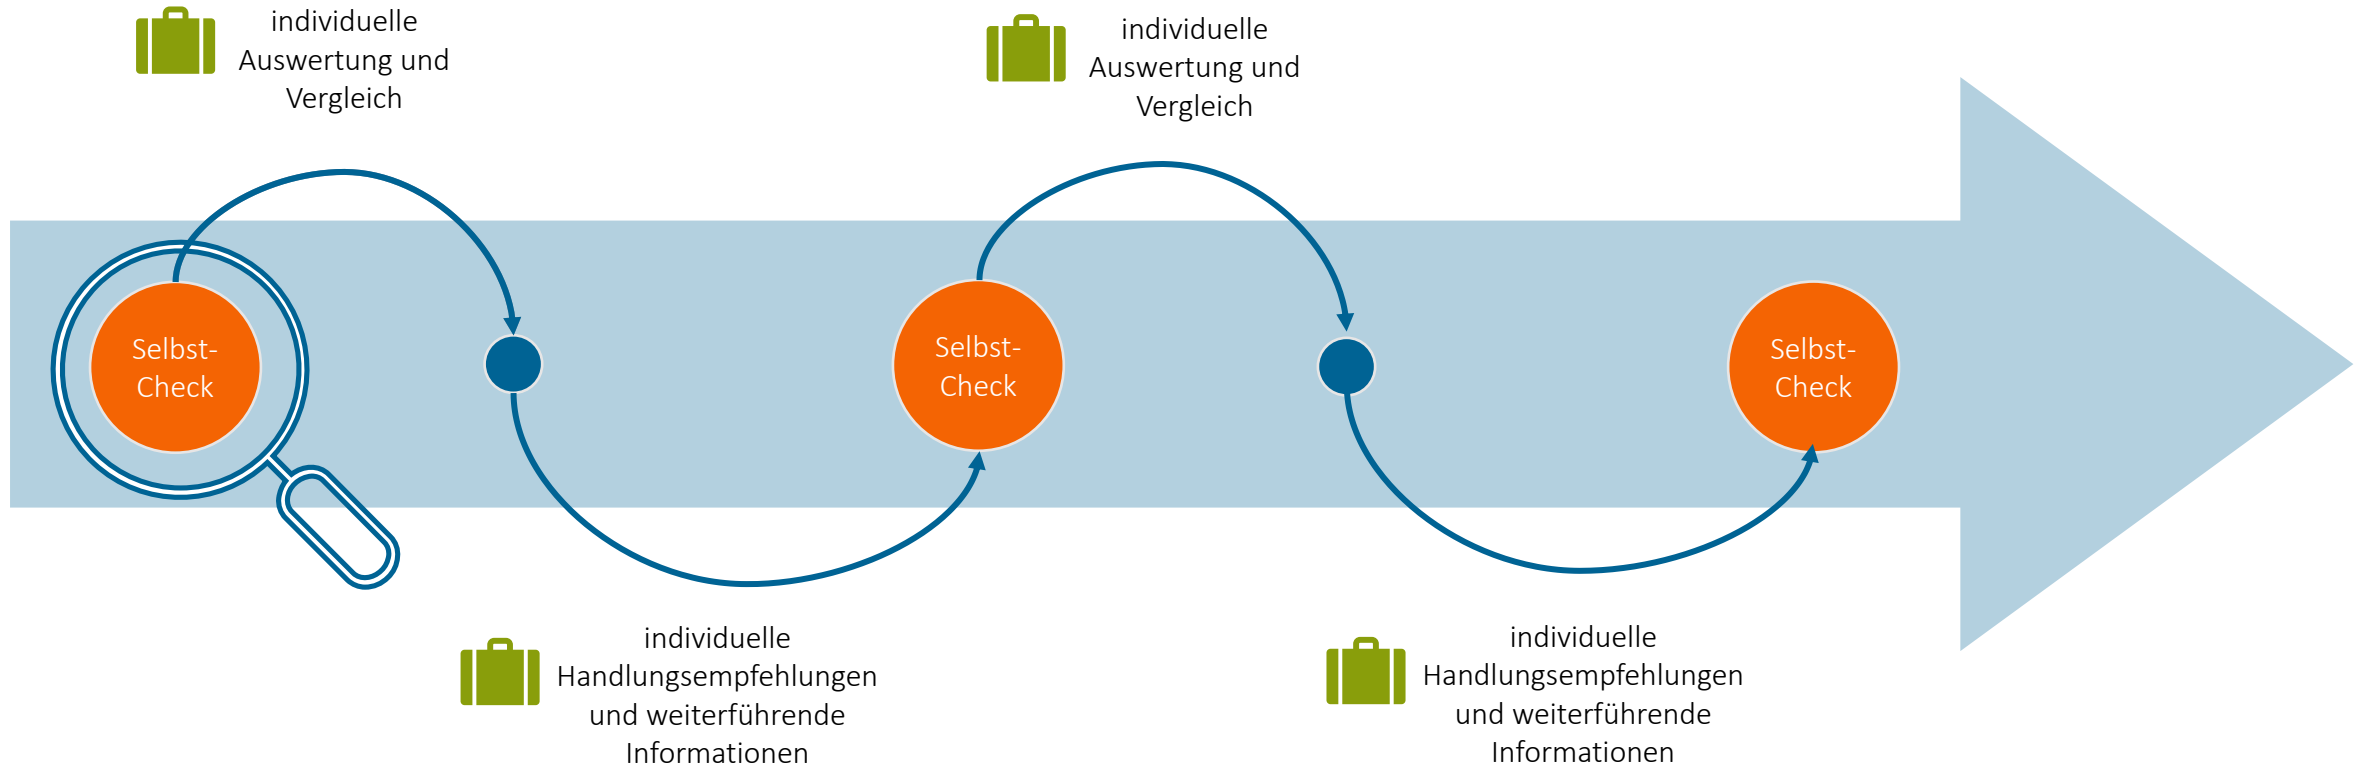 individuelle
Auswertung und
Vergleich
individuelle
Auswertung und
Vergleich
Selbst-
Check
Selbst-
Check
Selbst-
Check
individuelle
Handlungsempfehlungen
und weiterführende
Informationen
individuelle
Handlungsempfehlungen
und weiterführende
Informationen